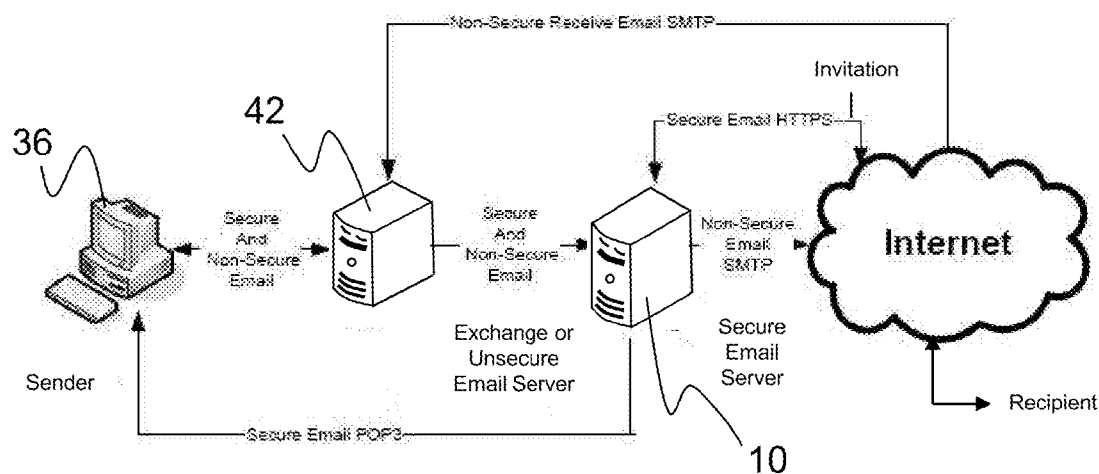 Non-Secure Receive Email SMTP
Invitation
42
Secure Email HTTPS
36
Secure
And
Non-Secure
Email
Secure
And
Non-Secure
Email
Non-Secure
Email
SMTP
Internet
Exchange or
Unsecure
Email Server
Secure
Email
Server
Sender
Recipient
Secure Email POP3
10